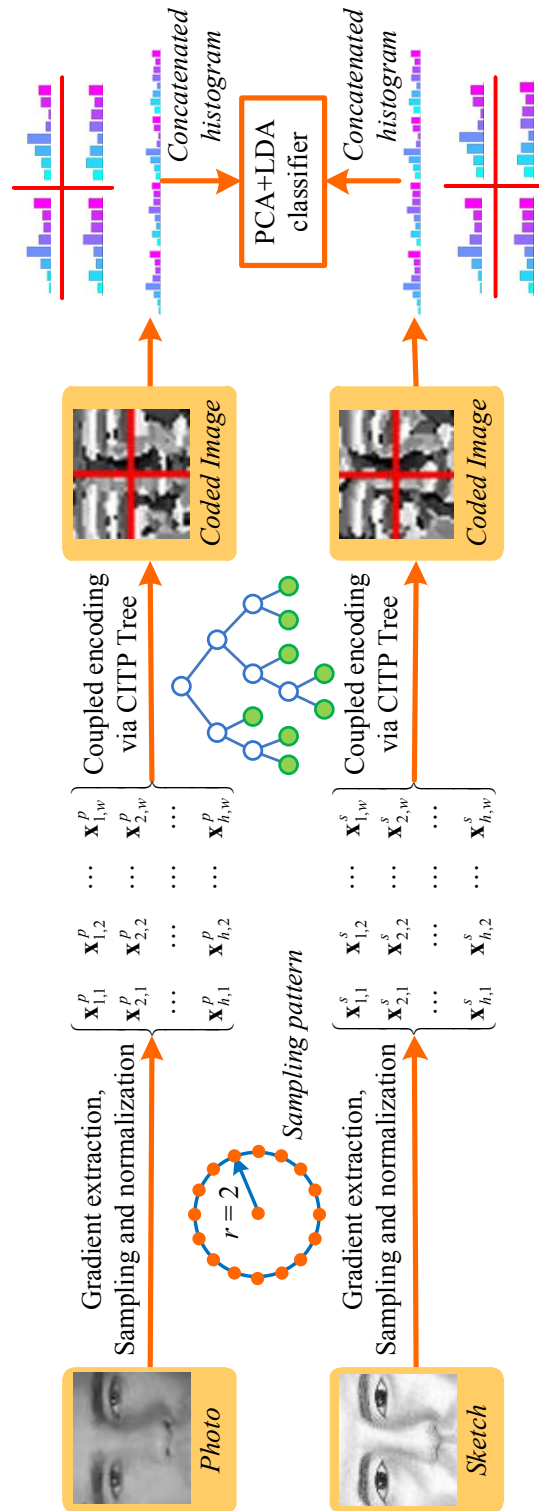 Photo
Gradient extraction,
Sampling and normalization
r = 2
Sampling pattern
x^p_{1,1} x^p_{1,2} ⋯ x^p_{1,w}
x^p_{2,1} x^p_{2,2} ⋯ x^p_{2,w}
⋯ ⋯ ⋯ ⋯
x^p_{h,1} x^p_{h,2} ⋯ x^p_{h,w}
Coupled encoding
via CITP Tree
Coded Image
Concatenated
histogram
PCA+LDA
classifier
Sketch
Gradient extraction,
Sampling and normalization
x^s_{1,1} x^s_{1,2} ⋯ x^s_{1,w}
x^s_{2,1} x^s_{2,2} ⋯ x^s_{2,w}
⋯ ⋯ ⋯ ⋯
x^s_{h,1} x^s_{h,2} ⋯ x^s_{h,w}
Coupled encoding
via CITP Tree
Coded Image
Concatenated
histogram